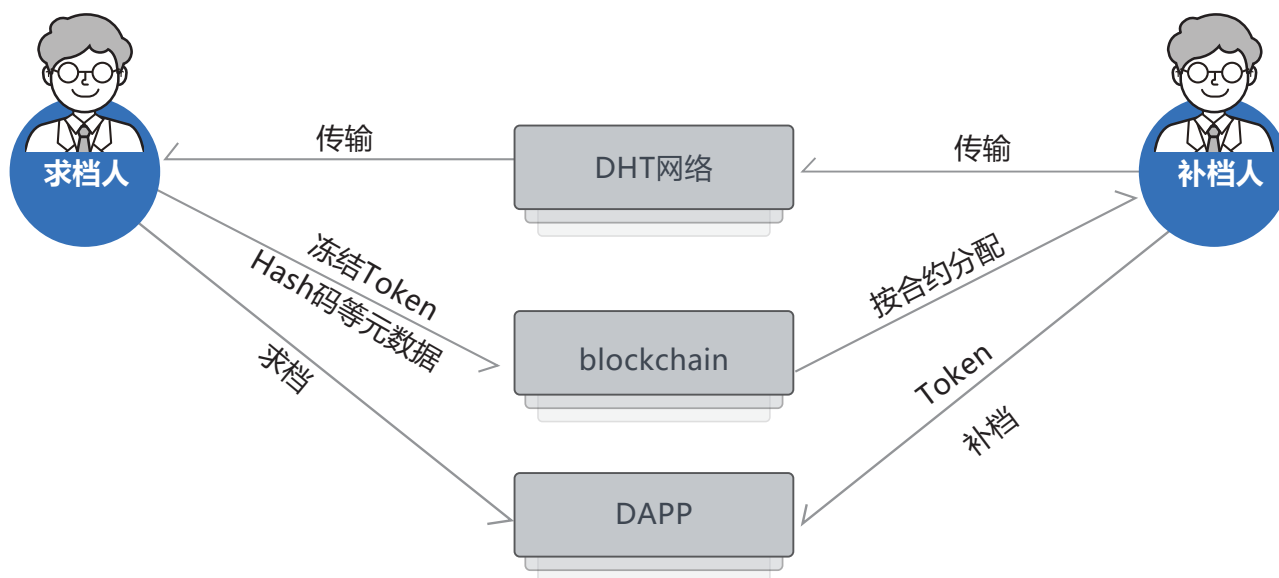 传输
传输
DHT网络
求档人
补档人
冻结Token
Hash码等元数据
按合约分配
求档
blockchain
Token
补档
DAPP